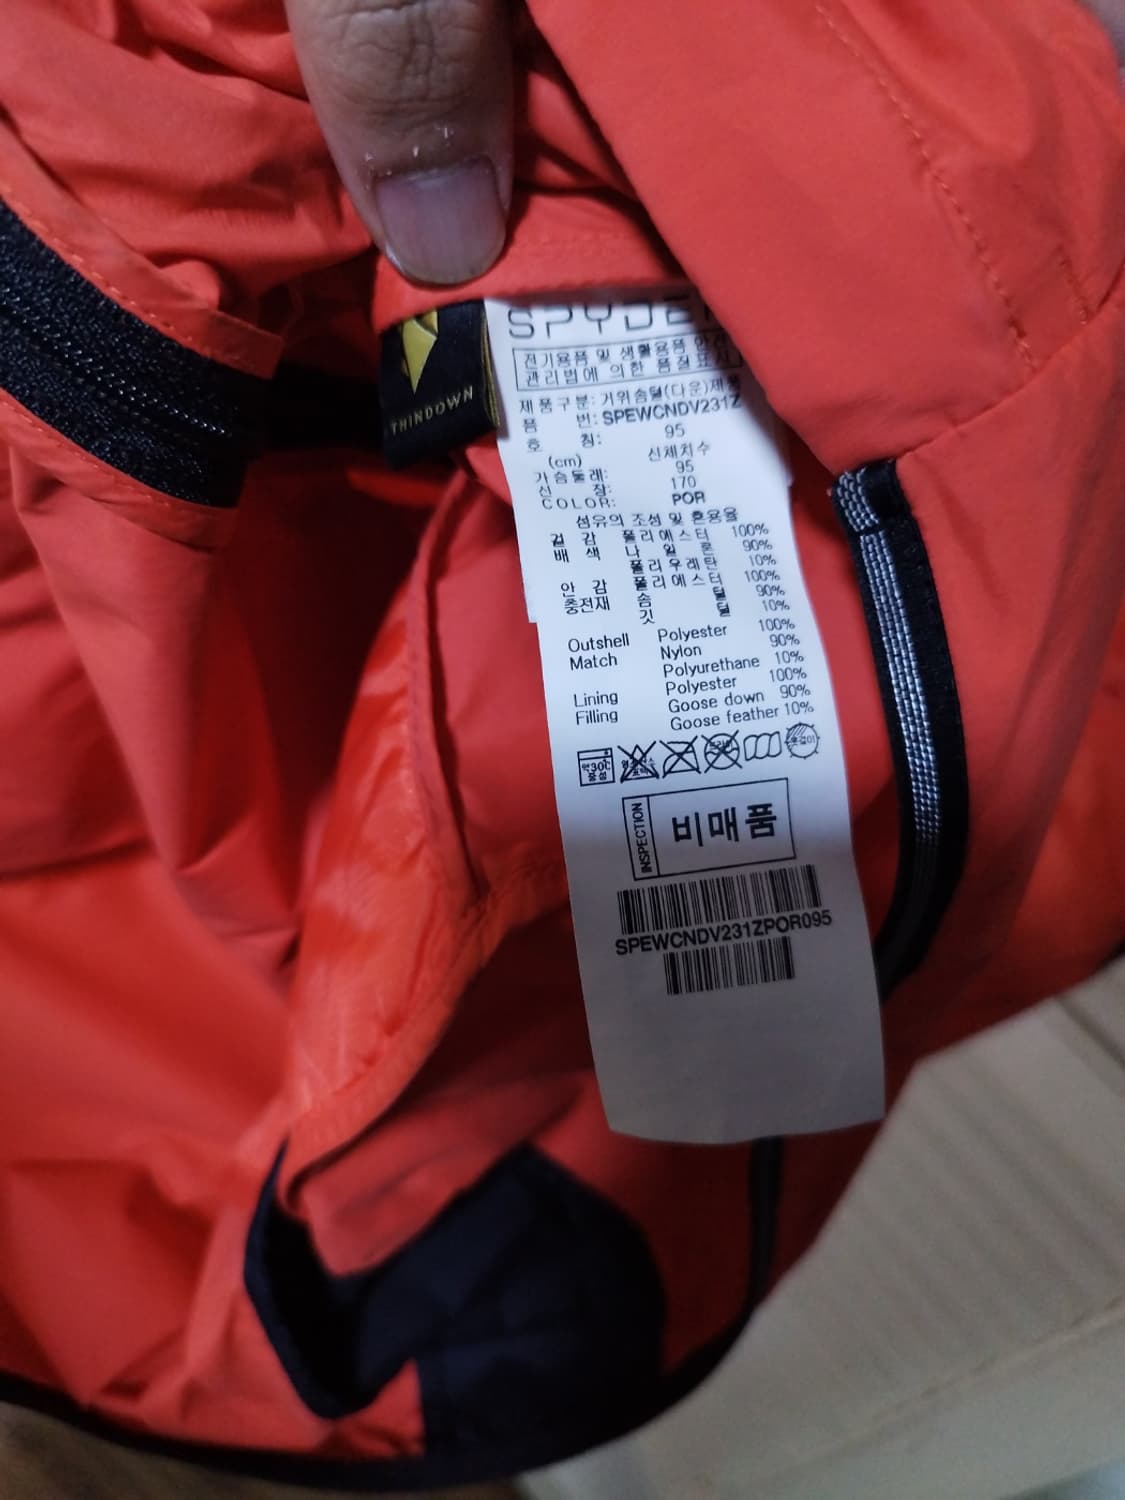 THINDOWN
SPYDE
전기용품 및 생활용품 안전
관리법에 의한 품질표시
제품구분: 거위솜털(다운)제품
품 번: SPEWCNDV231Z
호 칭: 95
(cm) 신체치수
가슴둘레: 95
신 장: 170
COLOR: POR
섬유의 조성 및 혼용율
겉 감 폴리에스터 100%
배 색 나 일 론 90%
폴리우레탄 10%
안 감 폴리에스터 100%
충전재 솜 털 90%
깃 털 10%
Outshell Polyester 100%
Match Nylon 90%
Polyurethane 10%
Lining Polyester 100%
Filling Goose down 90%
Goose feather 10%
약30℃
중성
INSPECTION 비매품
SPEWCNDV231ZPOR095